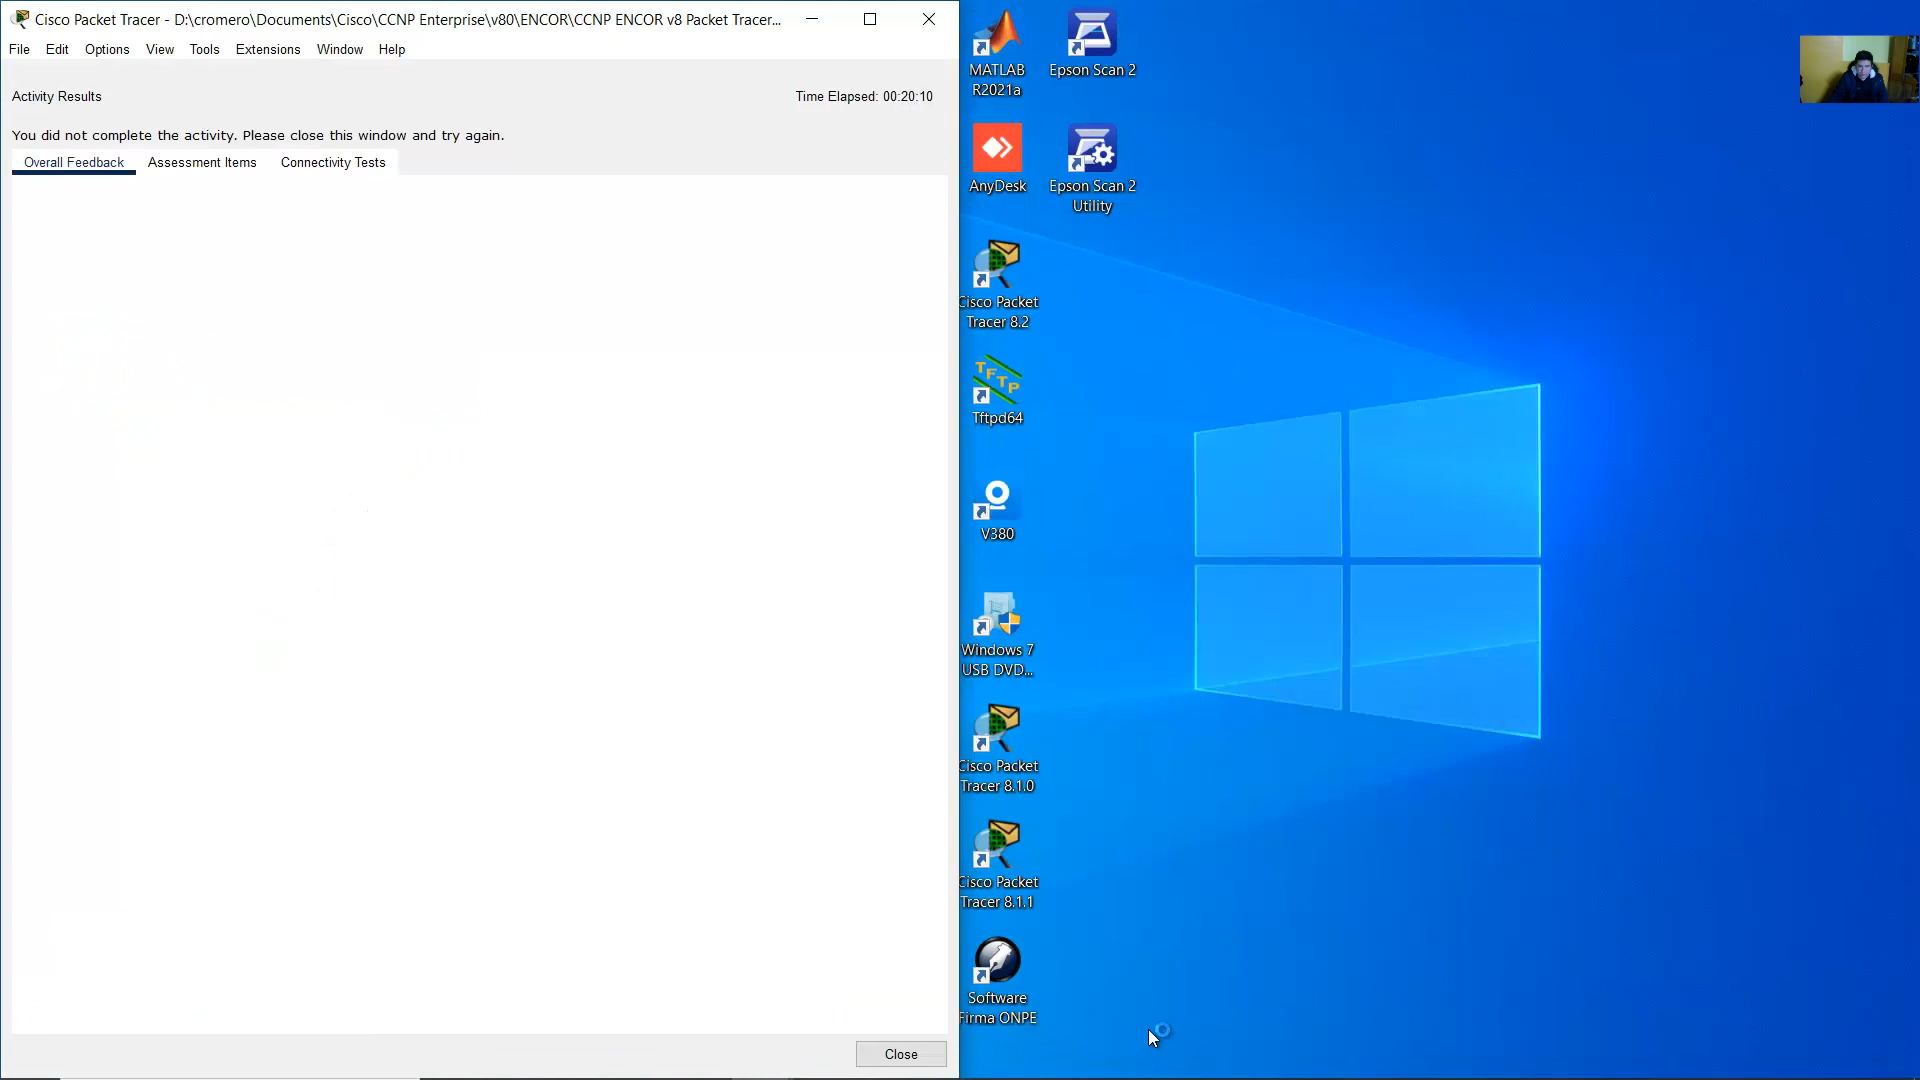 Cisco Packet Tracer - D:\cromero\Documents\Cisco\CCNP Enterprise\v80\ENCOR\CCNP ENCOR v8 Packet Tracer...
File Edit Options View Tools Extensions Window Help
Activity Results
Time Elapsed: 00:20:10
You did not complete the activity. Please close this window and try again.
Overall Feedback Assessment Items Connectivity Tests
Close
MATLAB
R2021a
Epson Scan 2
AnyDesk
Epson Scan 2
Utility
Cisco Packet
Tracer 8.2
TFTP
Tftpd64
V380
Windows 7
USB DVD...
Cisco Packet
Tracer 8.1.0
Cisco Packet
Tracer 8.1.1
Software
Firma ONPE